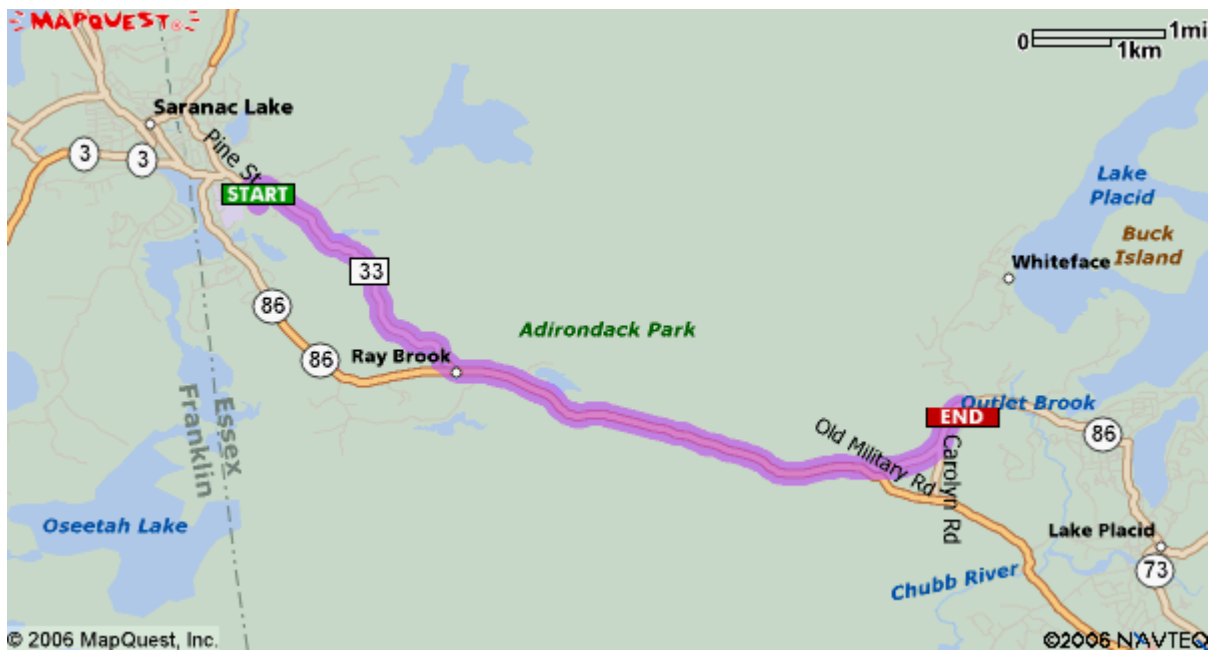 MAPQUEST
0
1mi
1km
Saranac Lake
Pine St
3
3
START
Lake
Placid
Buck
Island
Whiteface
33
86
Adirondack Park
86
Ray Brook
Franklin
Essex
Outlet Brook
END
86
Old Military Rd
Carolyn Rd
Oseetah Lake
Lake Placid
73
Chubb River
© 2006 MapQuest, Inc.
©2006 NAVTEQ